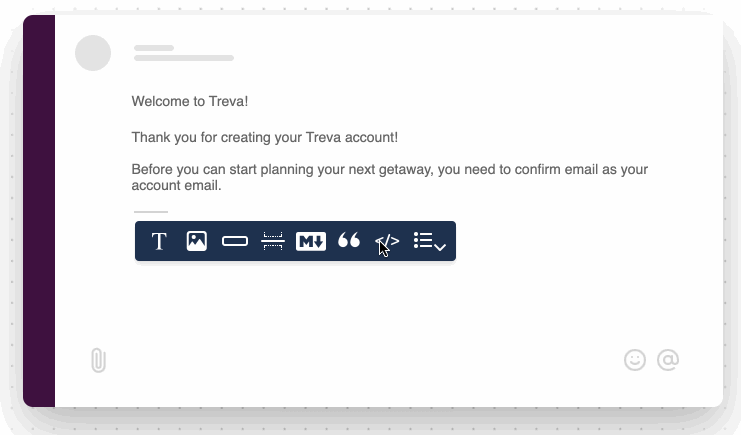 Welcome to Treva!
Thank you for creating your Treva account!
Before you can start planning your next getaway, you need to confirm email as your
account email.
T
M
</>
@